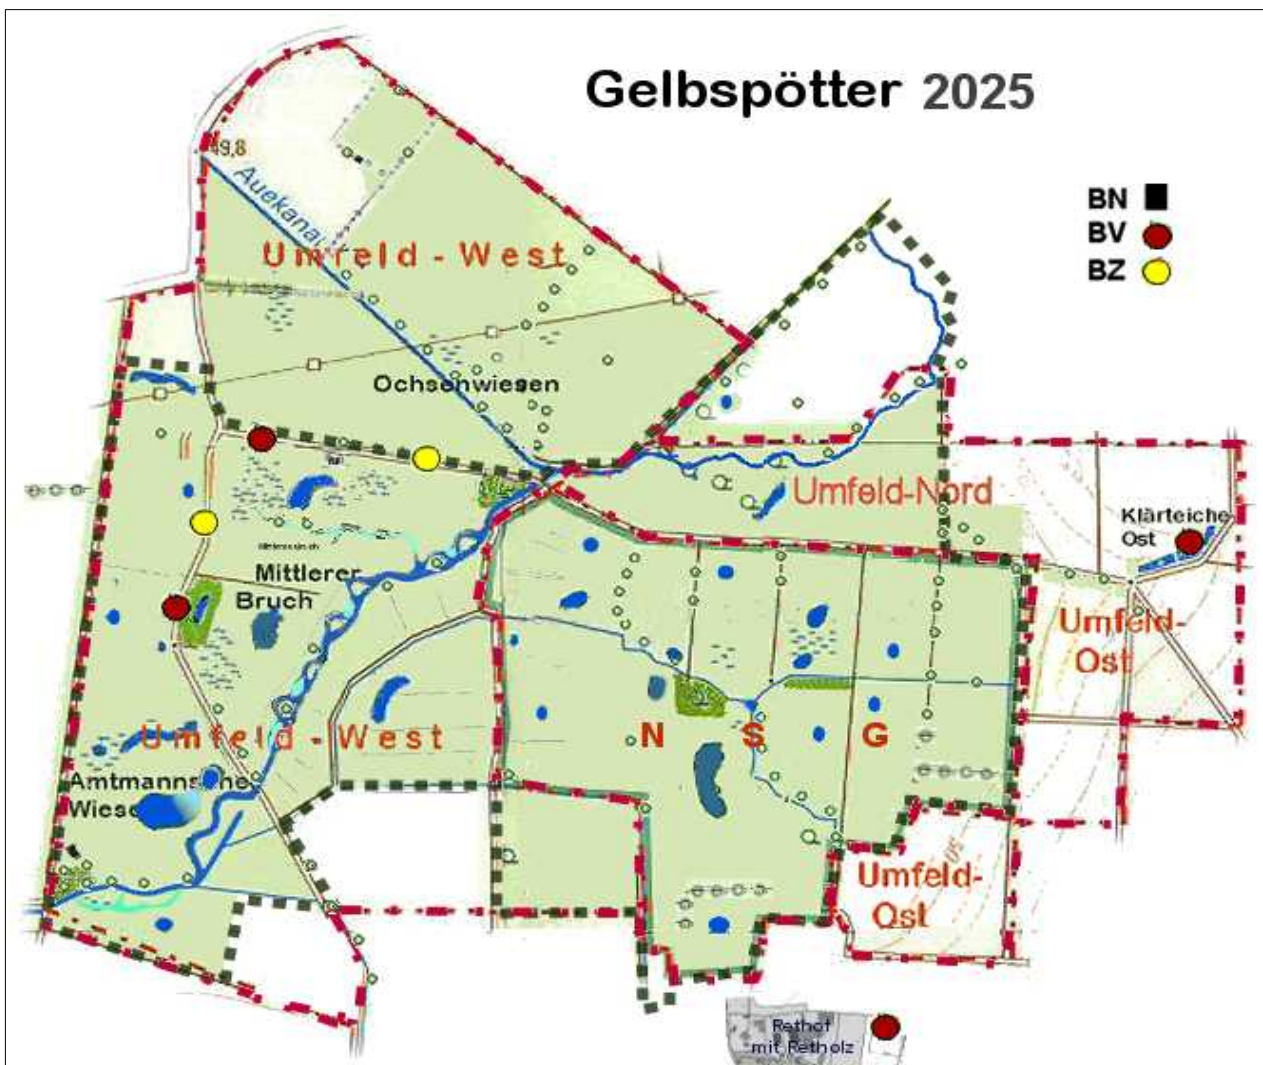 Gelbspötter 2025
BN
BV
BZ
49,8
Auekanal
Umfeld - West
Ochsenwiesen
Umfeld-Nord
Klärteiche
Ost
Mittlerer
Bruch
Umfeld-
Ost
Umfeld - West
N S G
Amtmannsche
Wiese
Umfeld-
Ost
50
Rethof
mit Retholz